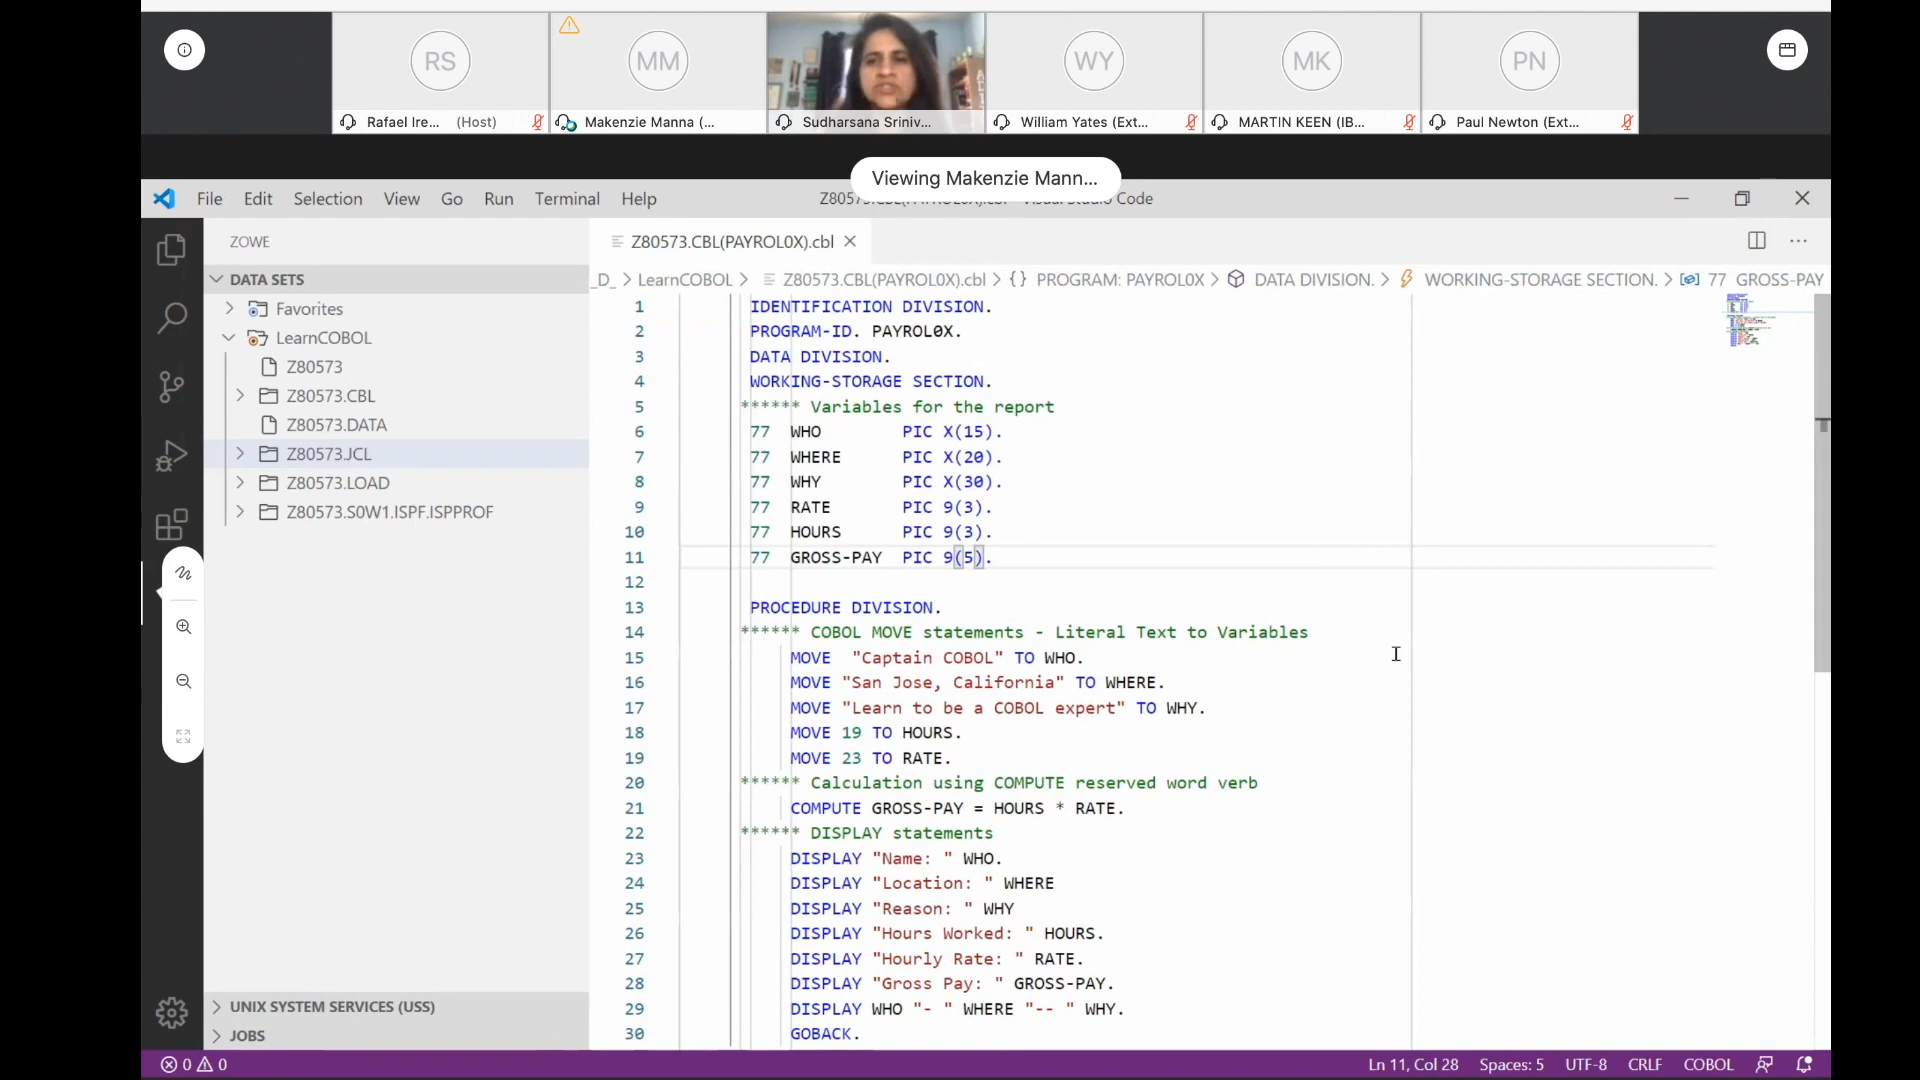 RS MM WY MK PN
Rafael Ire... (Host) Makenzie Manna (... Sudharsana Sriniv... William Yates (Ext... MARTIN KEEN (IB... Paul Newton (Ext...
Viewing Makenzie Mann...
File Edit Selection View Go Run Terminal Help Visual Studio Code
ZOWE
Z80573.CBL(PAYROL0X).cbl
DATA SETS
_D_ > LearnCOBOL > Z80573.CBL(PAYROL0X).cbl > {} PROGRAM: PAYROL0X > DATA DIVISION. > WORKING-STORAGE SECTION. > 77 GROSS-PAY
Favorites
LearnCOBOL
Z80573
Z80573.CBL
Z80573.DATA
Z80573.JCL
Z80573.LOAD
Z80573.S0W1.ISPF.ISPPROF
UNIX SYSTEM SERVICES (USS)
JOBS
1 IDENTIFICATION DIVISION.
2 PROGRAM-ID. PAYROL0X.
3 DATA DIVISION.
4 WORKING-STORAGE SECTION.
5 ****** Variables for the report
6 77 WHO PIC X(15).
7 77 WHERE PIC X(20).
8 77 WHY PIC X(30).
9 77 RATE PIC 9(3).
10 77 HOURS PIC 9(3).
11 77 GROSS-PAY PIC 9(5).
12
13 PROCEDURE DIVISION.
14 ****** COBOL MOVE statements - Literal Text to Variables
15 MOVE "Captain COBOL" TO WHO.
16 MOVE "San Jose, California" TO WHERE.
17 MOVE "Learn to be a COBOL expert" TO WHY.
18 MOVE 19 TO HOURS.
19 MOVE 23 TO RATE.
20 ****** Calculation using COMPUTE reserved word verb
21 COMPUTE GROSS-PAY = HOURS * RATE.
22 ****** DISPLAY statements
23 DISPLAY "Name: " WHO.
24 DISPLAY "Location: " WHERE
25 DISPLAY "Reason: " WHY
26 DISPLAY "Hours Worked: " HOURS.
27 DISPLAY "Hourly Rate: " RATE.
28 DISPLAY "Gross Pay: " GROSS-PAY.
29 DISPLAY WHO "- " WHERE "-- " WHY.
30 GOBACK.
0 0 Ln 11, Col 28 Spaces: 5 UTF-8 CRLF COBOL